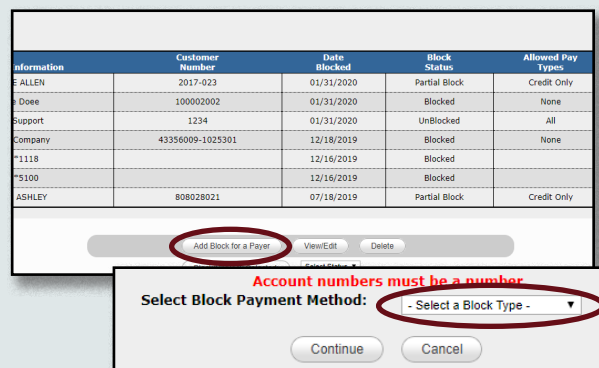 Information Customer Number Date Blocked Block Status Allowed Pay Types
E ALLEN 2017-023 01/31/2020 Partial Block Credit Only
e Doee 100002002 01/31/2020 Blocked None
Support 1234 01/31/2020 UnBlocked All
Company 43356009-1025301 12/18/2019 Blocked None
*1118 12/16/2019 Blocked
*5100 12/16/2019 Blocked
ASHLEY 808028021 07/18/2019 Partial Block Credit Only
Add Block for a Payer View/Edit Delete
Select Status ▼
Account numbers must be a number
Select Block Payment Method: - Select a Block Type - ▼
Continue Cancel